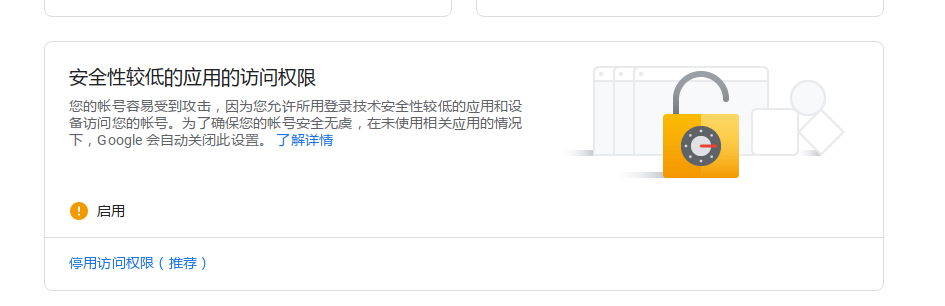 安全性较低的应用的访问权限
您的帐号容易受到攻击，因为您允许所用登录技术安全性较低的应用和设
备访问您的帐号。为了确保您的帐号安全无虞，在未使用相关应用的情况
下，Google 会自动关闭此设置。 了解详情
启用
停用访问权限（推荐）